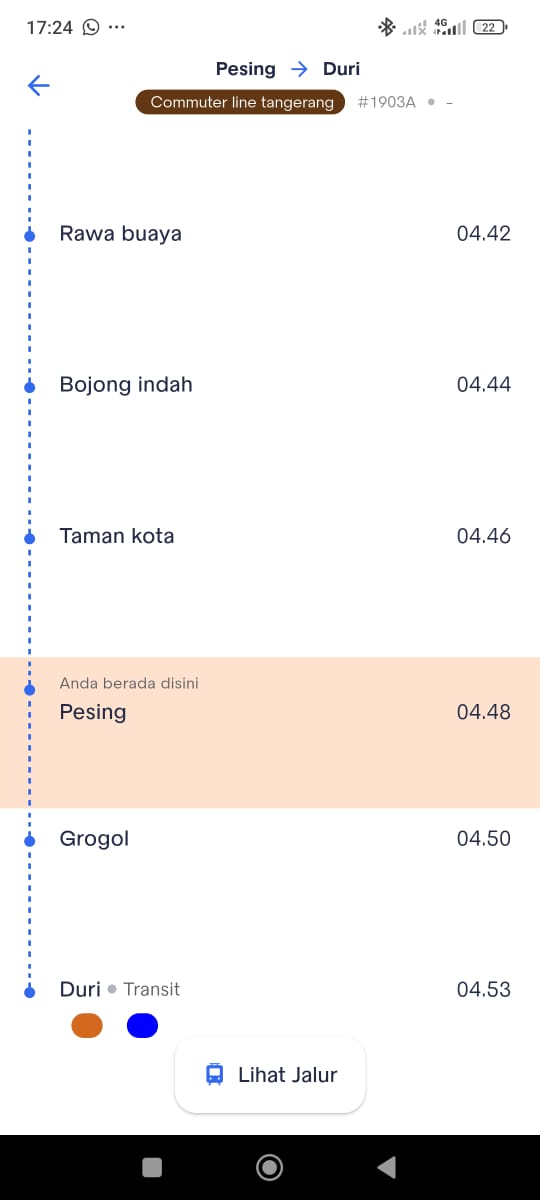 17:24 ...
4G 22
Pesing → Duri
Commuter line tangerang #1903A • -
Rawa buaya 04.42
Bojong indah 04.44
Taman kota 04.46
Anda berada disini
Pesing 04.48
Grogol 04.50
Duri • Transit 04.53
Lihat Jalur